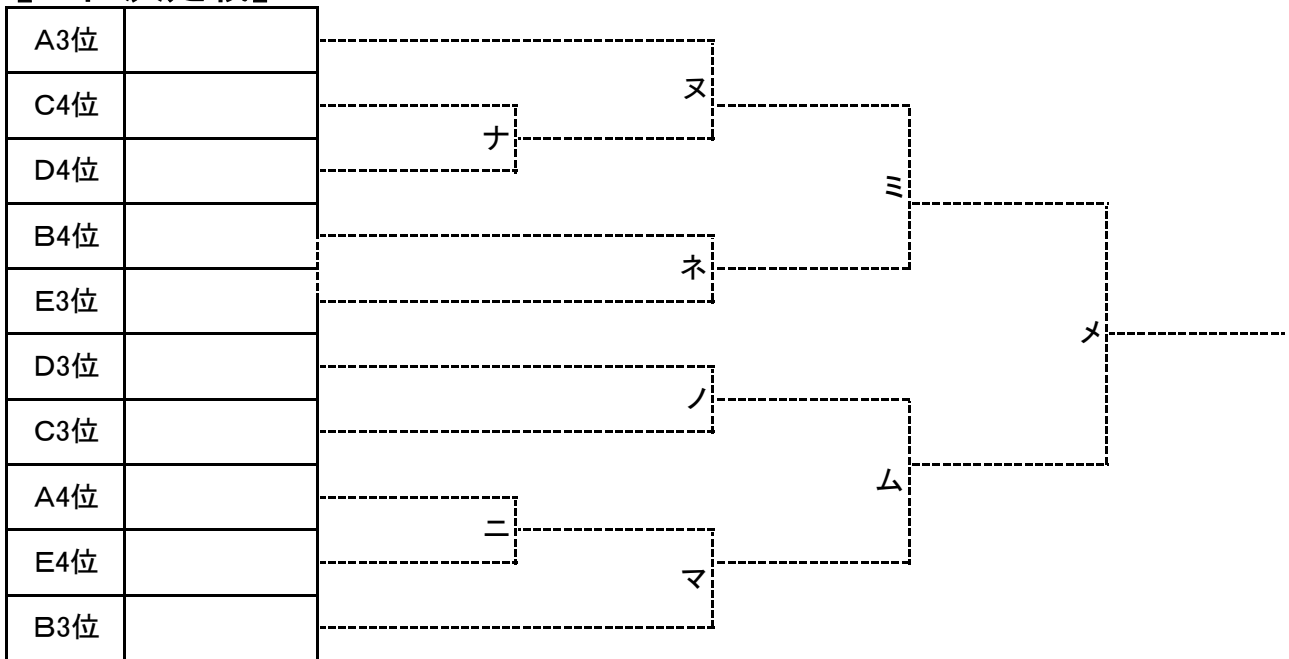 A3位
ヌ
C4位
ナ
D4位
ミ
B4位
ネ
E3位
メ
D3位
ノ
C3位
ム
A4位
ニ
E4位
マ
B3位